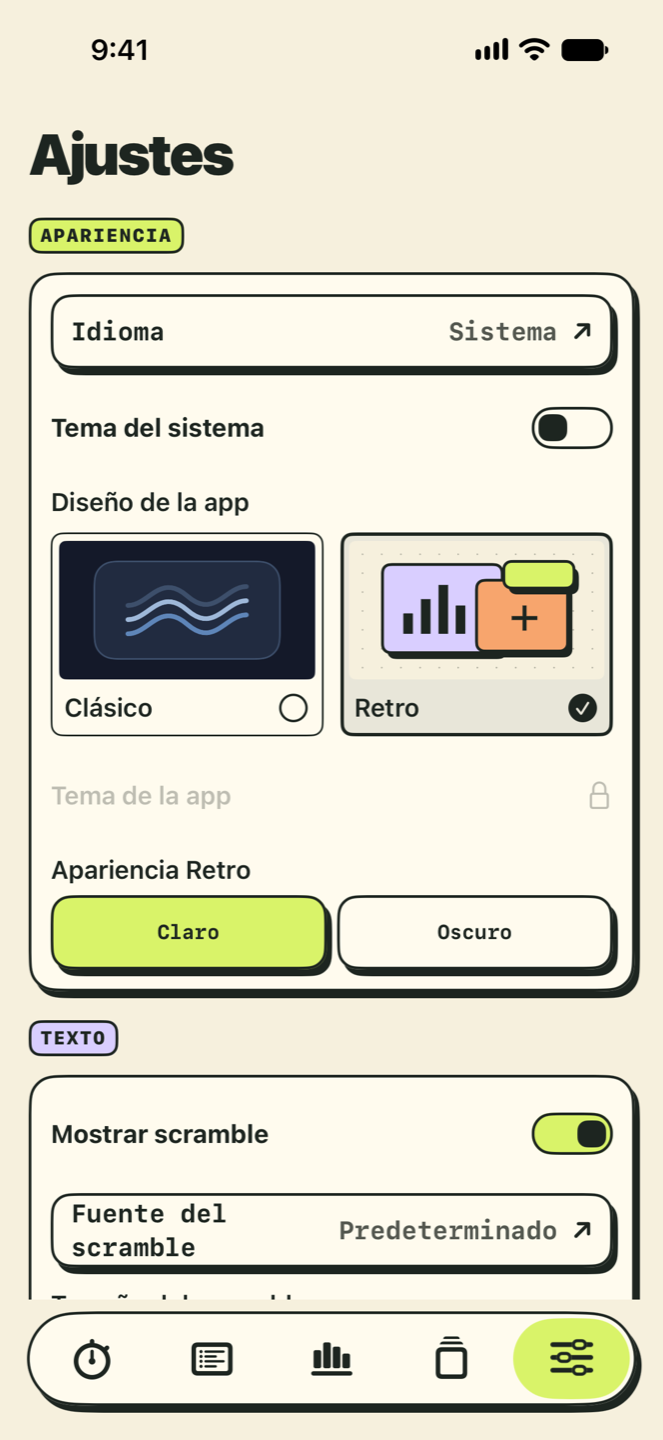 9:41
Ajustes
APARIENCIA
Idioma
Sistema
Tema del sistema
Diseño de la app
Clásico
Retro
Tema de la app
Apariencia Retro
Claro
Oscuro
TEXTO
Mostrar scramble
Fuente del
scramble
Predeterminado